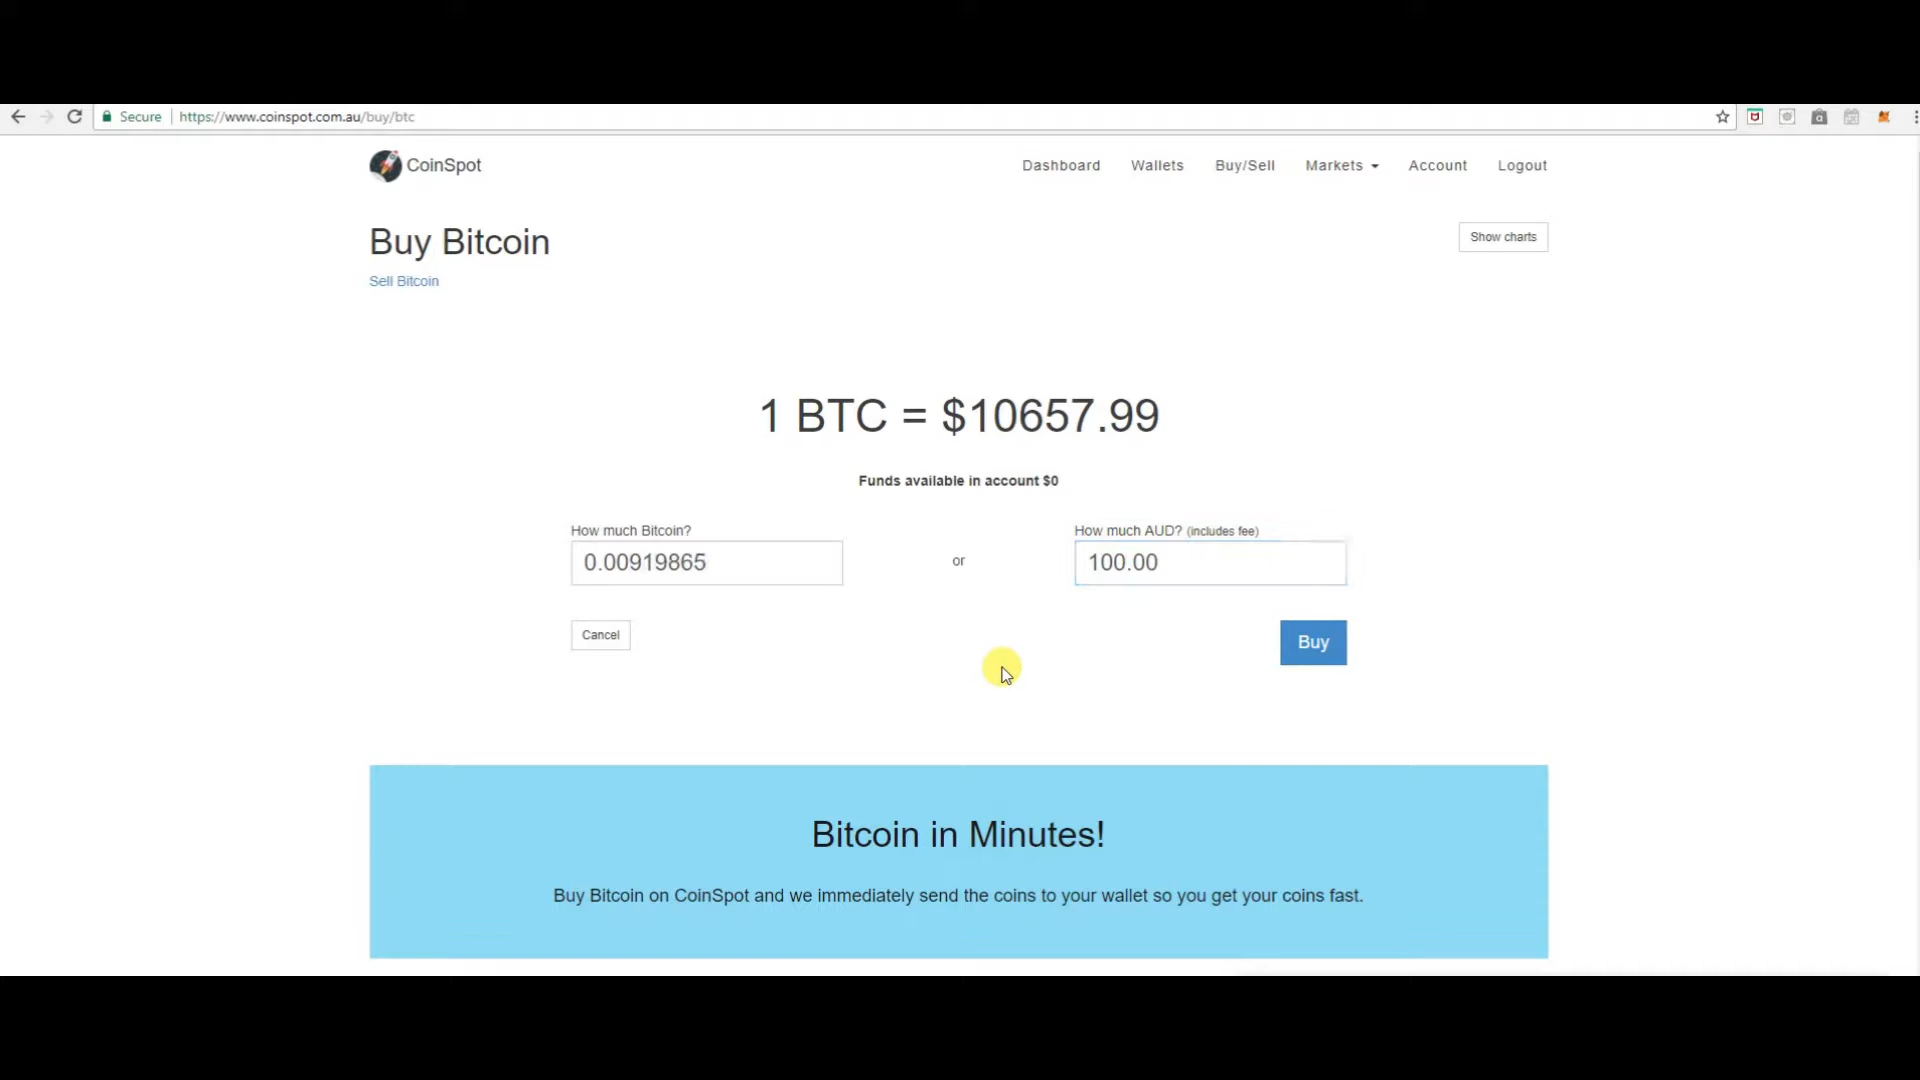 Secure https://www.coinspot.com.au/buy/btc
CoinSpot
Dashboard Wallets Buy/Sell Markets Account Logout
Buy Bitcoin
Show charts
Sell Bitcoin
1 BTC = $10657.99
Funds available in account $0
How much Bitcoin?
How much AUD? (includes fee)
0.00919865
or
100.00
Cancel
Buy
Bitcoin in Minutes!
Buy Bitcoin on CoinSpot and we immediately send the coins to your wallet so you get your coins fast.